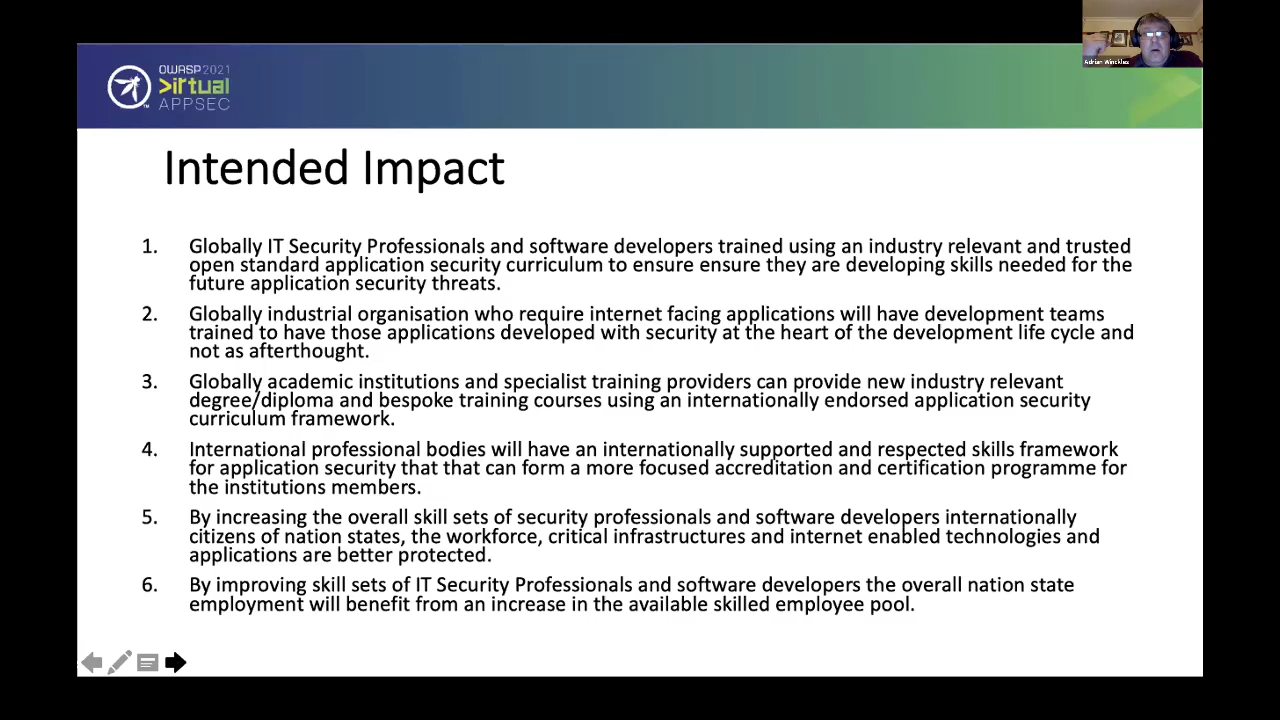 OWASP 2021
Virtual
APPSEC
Adrian Winckles
Intended Impact
1. Globally IT Security Professionals and software developers trained using an industry relevant and trusted
open standard application security curriculum to ensure ensure they are developing skills needed for the
future application security threats.
2. Globally industrial organisation who require internet facing applications will have development teams
trained to have those applications developed with security at the heart of the development life cycle and
not as afterthought.
3. Globally academic institutions and specialist training providers can provide new industry relevant
degree/diploma and bespoke training courses using an internationally endorsed application security
curriculum framework.
4. International professional bodies will have an internationally supported and respected skills framework
for application security that that can form a more focused accreditation and certification programme for
the institutions members.
5. By increasing the overall skill sets of security professionals and software developers internationally
citizens of nation states, the workforce, critical infrastructures and internet enabled technologies and
applications are better protected.
6. By improving skill sets of IT Security Professionals and software developers the overall nation state
employment will benefit from an increase in the available skilled employee pool.